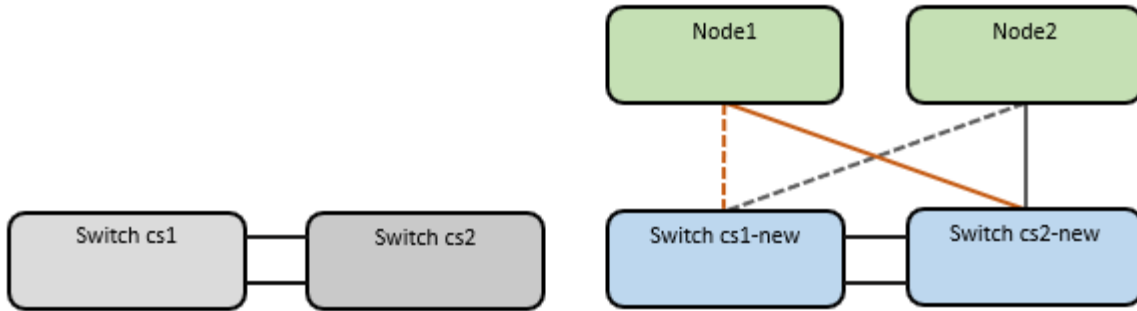 Node1
Node2
Switch cs1
Switch cs2
Switch cs1-new
Switch cs2-new